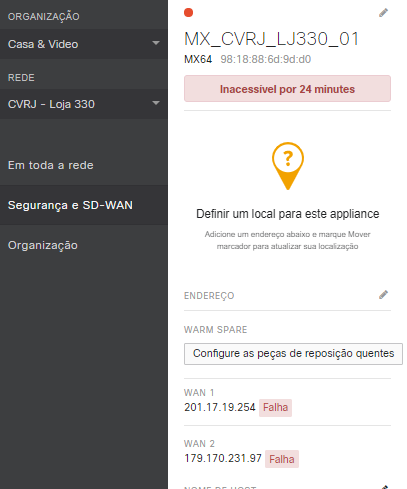 ORGANIZAÇÃO
Casa & Video
REDE
CVRJ - Loja 330
Em toda a rede
Segurança e SD-WAN
Organização
MX_CVRJ_LJ330_01
MX64 98:18:88:6d:9d:d0
Inacessível por 24 minutes
?
Definir um local para este appliance
Adicione um endereço abaixo e marque Mover
marcador para atualizar sua localização
ENDEREÇO
WARM SPARE
Configure as peças de reposição quentes
WAN 1
201.17.19.254 Falha
WAN 2
179.170.231.97 Falha
NOME DE HOST